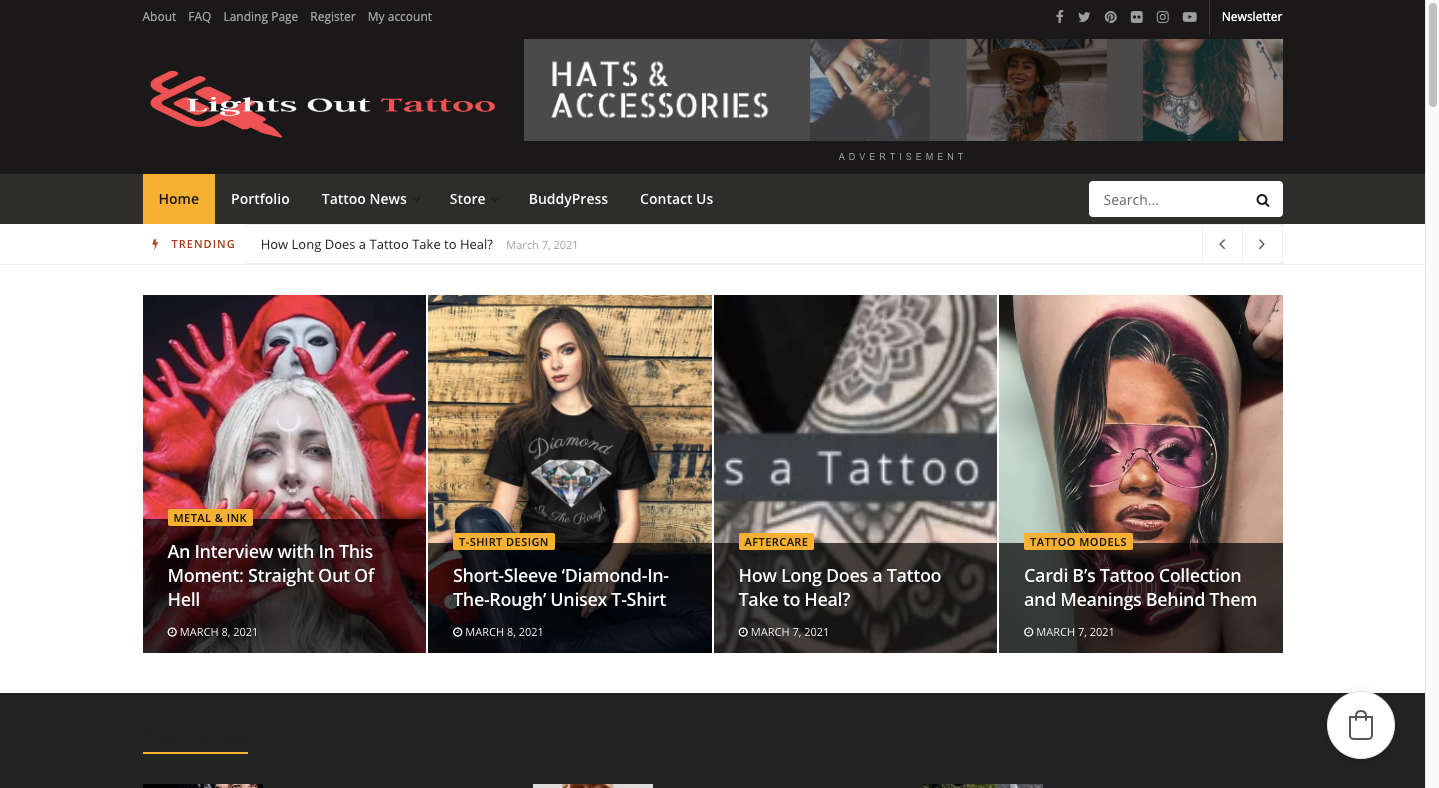 About FAQ Landing Page Register My account
Newsletter
HATS &
ACCESSORIES
Lights Out Tattoo
ADVERTISEMENT
Home Portfolio Tattoo News Store BuddyPress Contact Us
Search...
TRENDING
How Long Does a Tattoo Take to Heal? March 7, 2021
Diamond
In The Rough
s a Tattoo
METAL & INK
An Interview with In This
Moment: Straight Out Of
Hell
MARCH 8, 2021
T-SHIRT DESIGN
Short-Sleeve ‘Diamond-In-
The-Rough’ Unisex T-Shirt
MARCH 8, 2021
AFTERCARE
How Long Does a Tattoo
Take to Heal?
MARCH 7, 2021
TATTOO MODELS
Cardi B’s Tattoo Collection
and Meanings Behind Them
MARCH 7, 2021